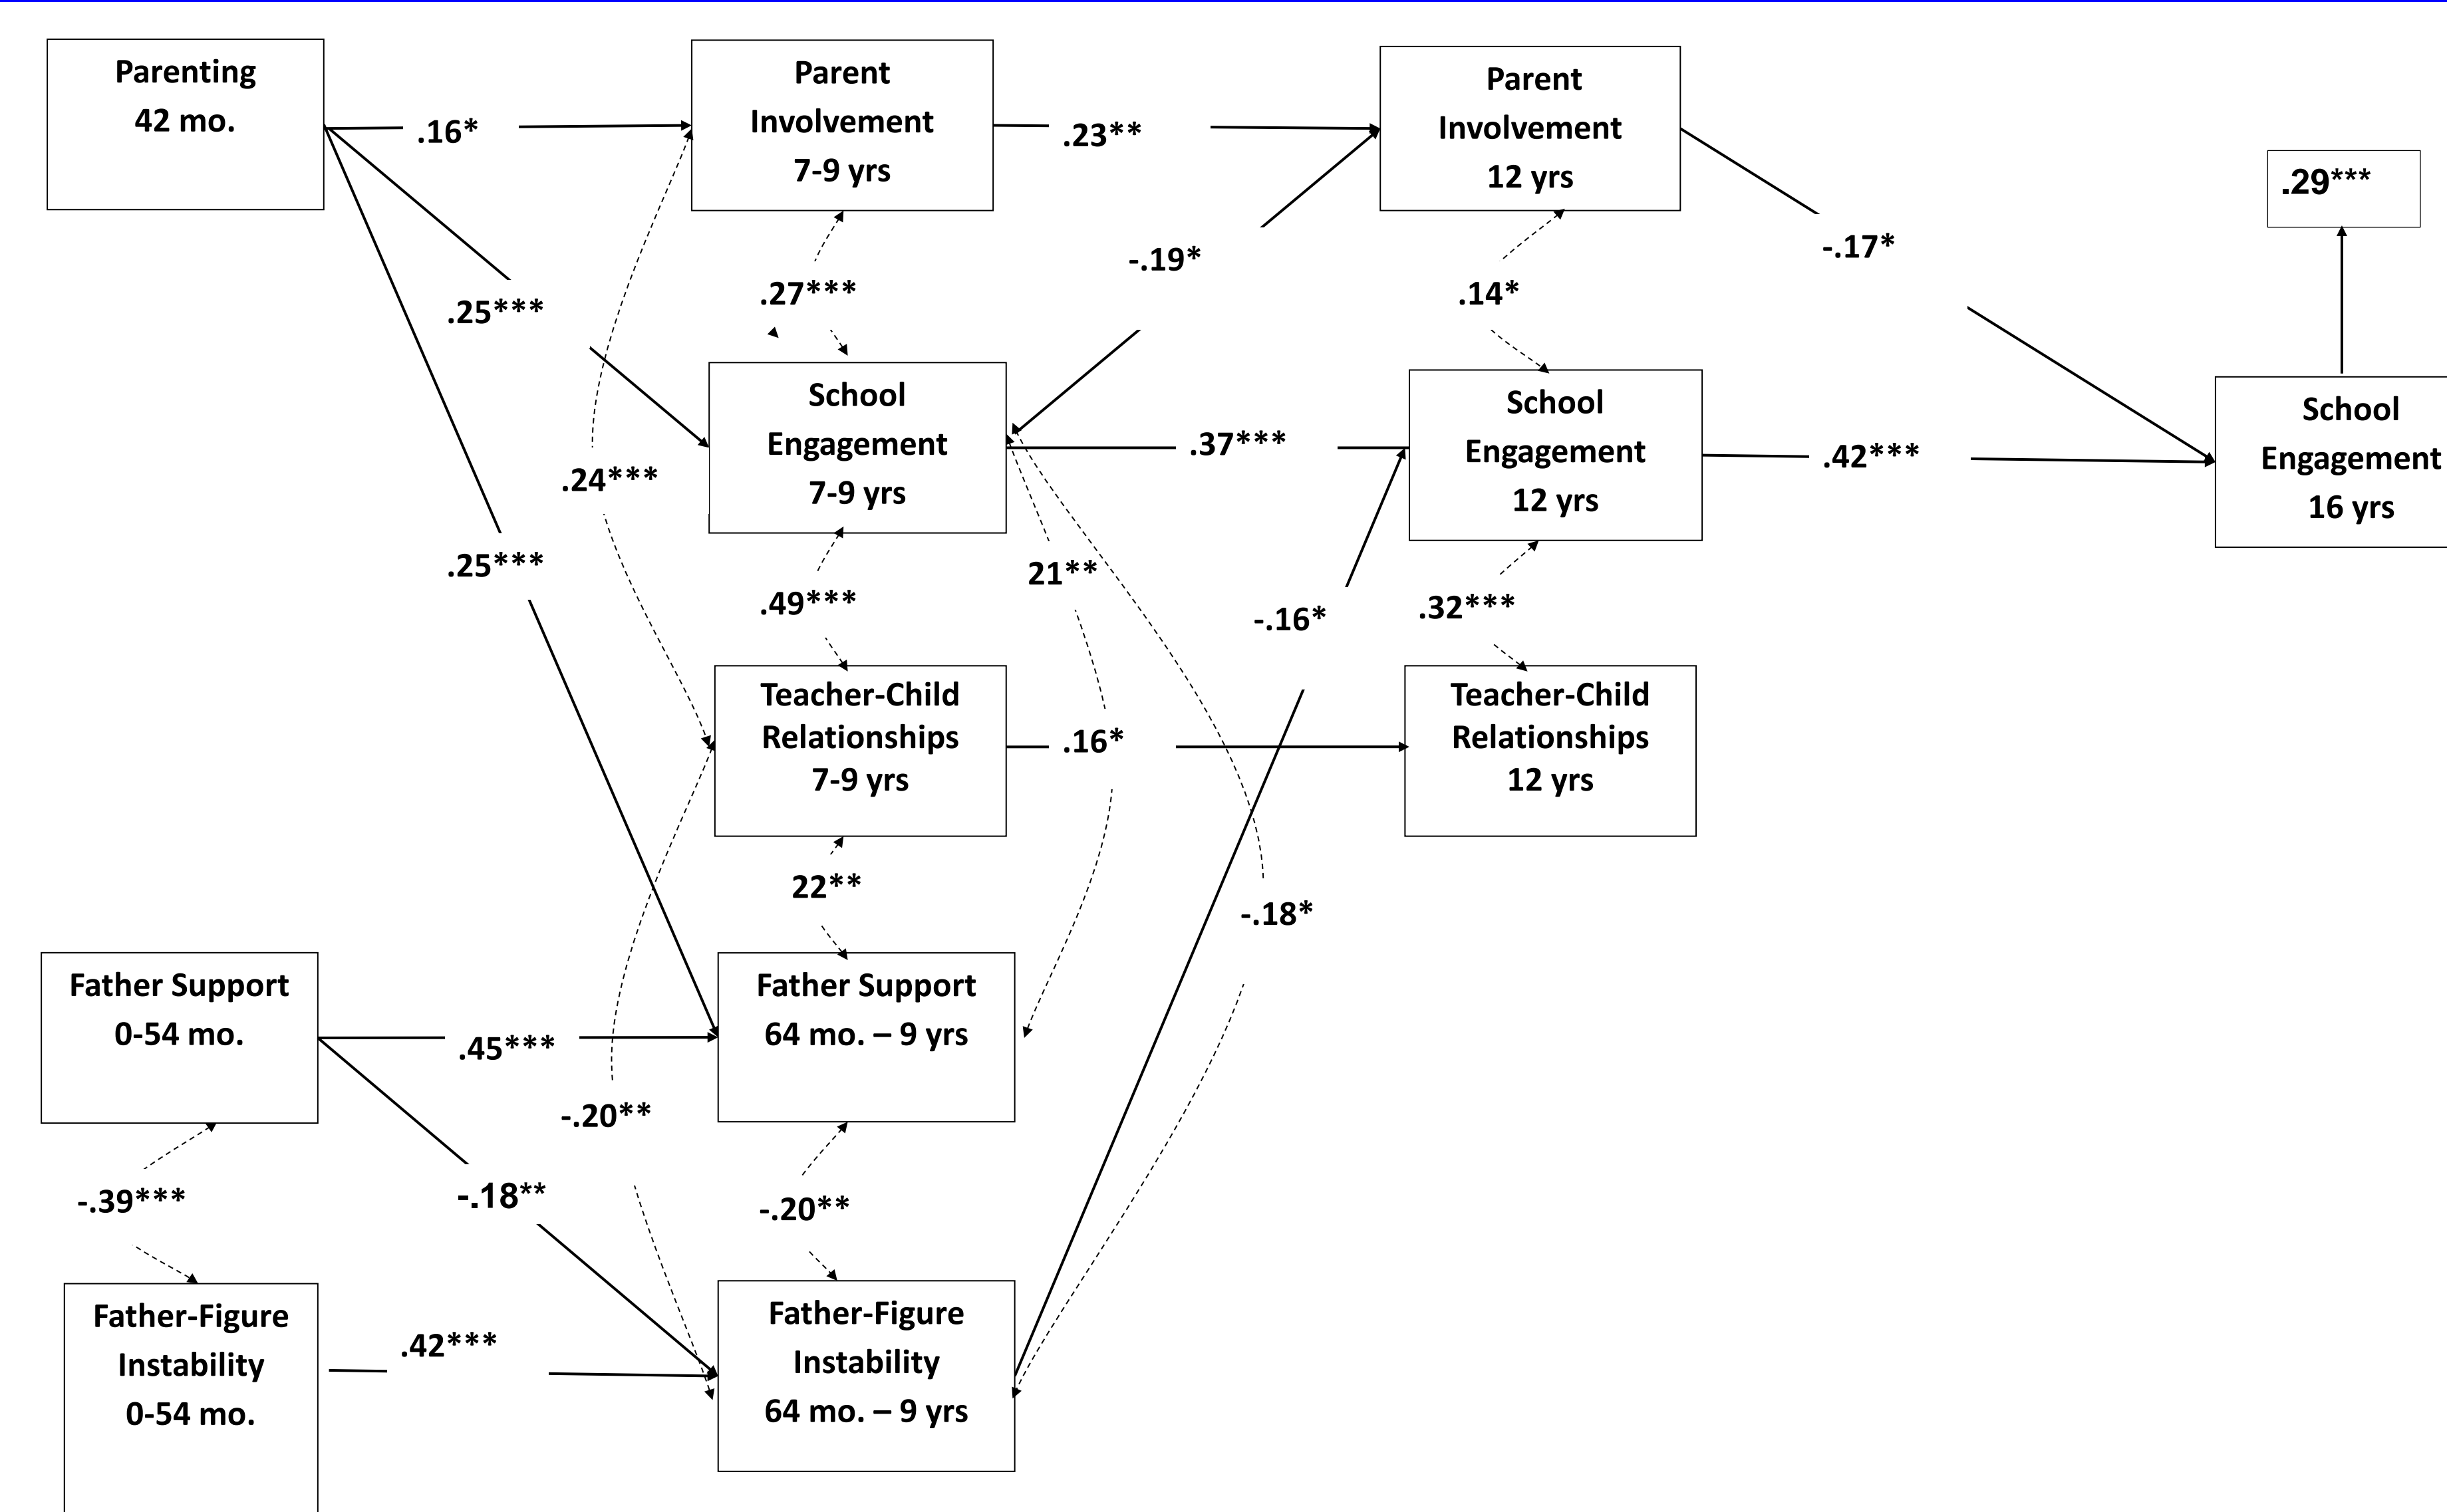 Parenting
42 mo.
.16*
Parent
Involvement
7-9 yrs
.23**
Parent
Involvement
12 yrs
.29***
-.17*
-.19*
.27***
.14*
.25***
School
Engagement
7-9 yrs
.37***
School
Engagement
12 yrs
.42***
School
Engagement
16 yrs
.24***
.25***
.49***
21**
-.16*
.32***
Teacher-Child
Relationships
7-9 yrs
.16*
Teacher-Child
Relationships
12 yrs
22**
-.18*
Father Support
0-54 mo.
.45***
Father Support
64 mo. – 9 yrs
-.20**
-.39***
-.18**
-.20**
Father-Figure
Instability
0-54 mo.
.42***
Father-Figure
Instability
64 mo. – 9 yrs